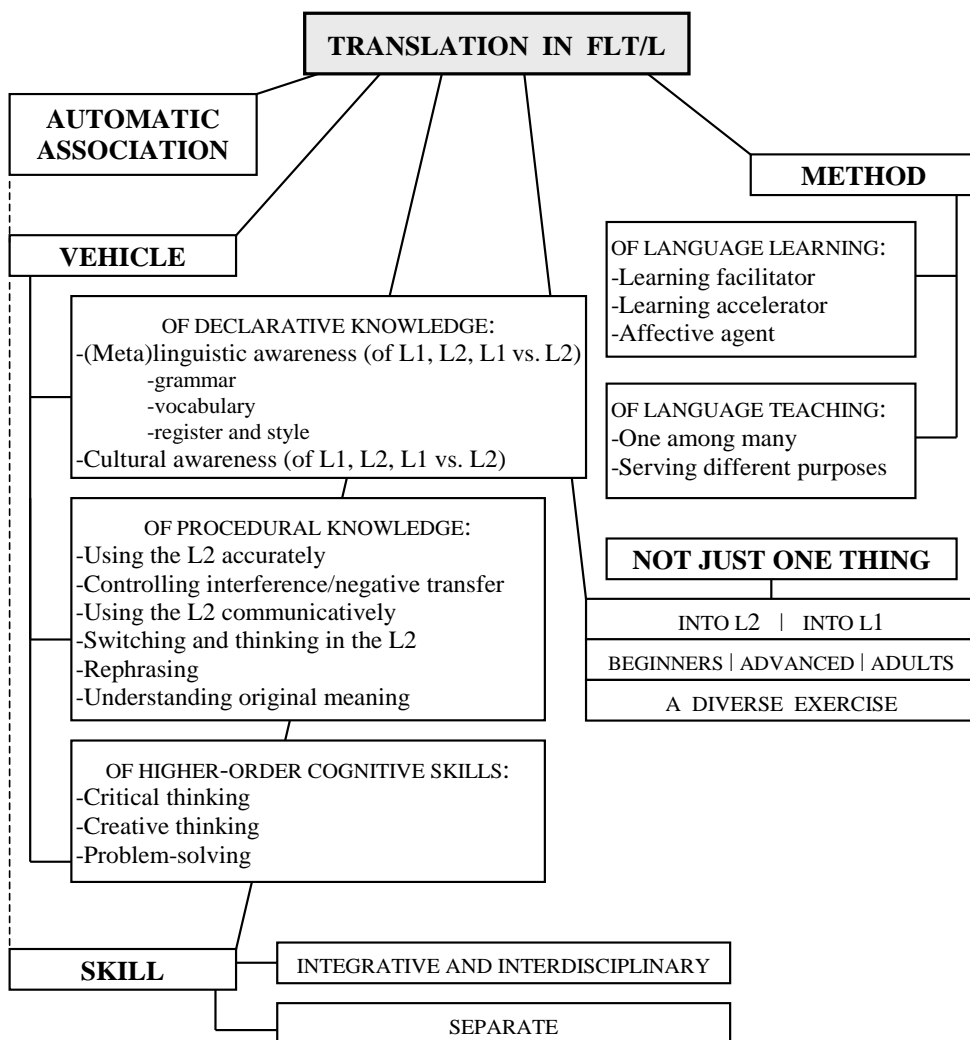 TRANSLATION IN FLT/L
AUTOMATIC
ASSOCIATION
METHOD
OF LANGUAGE LEARNING:
-Learning facilitator
-Learning accelerator
-Affective agent
OF LANGUAGE TEACHING:
-One among many
-Serving different purposes
VEHICLE
OF DECLARATIVE KNOWLEDGE:
-(Meta)linguistic awareness (of L1, L2, L1 vs. L2)
-grammar
-vocabulary
-register and style
-Cultural awareness (of L1, L2, L1 vs. L2)
OF PROCEDURAL KNOWLEDGE:
-Using the L2 accurately
-Controlling interference/negative transfer
-Using the L2 communicatively
-Switching and thinking in the L2
-Rephrasing
-Understanding original meaning
OF HIGHER-ORDER COGNITIVE SKILLS:
-Critical thinking
-Creative thinking
-Problem-solving
NOT JUST ONE THING
INTO L2 | INTO L1
BEGINNERS | ADVANCED | ADULTS
A DIVERSE EXERCISE
SKILL
INTEGRATIVE AND INTERDISCIPLINARY
SEPARATE